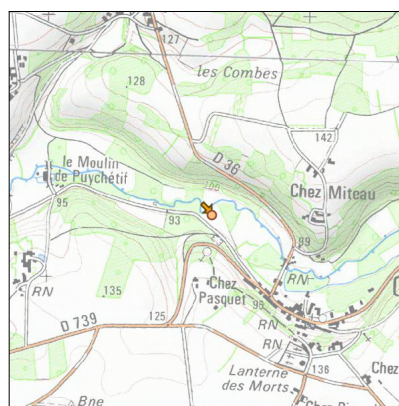 127
les Combes
128
142
D 36
le Moulin
de Puychétif
Chez Miteau
95
93
99
RN
Chez
Pasquet
RN
95
135
125
D 739
RN
RN
Lanterne
des Morts
136
Chez
Bne